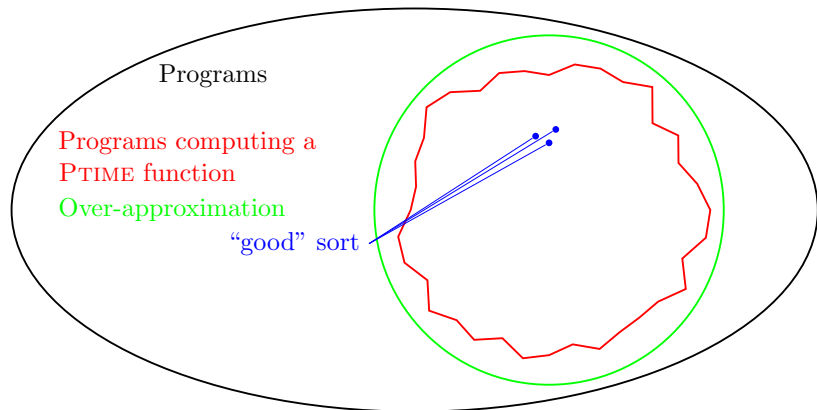 Programs
Programs computing a
PTIME function
Over-approximation
“good” sort